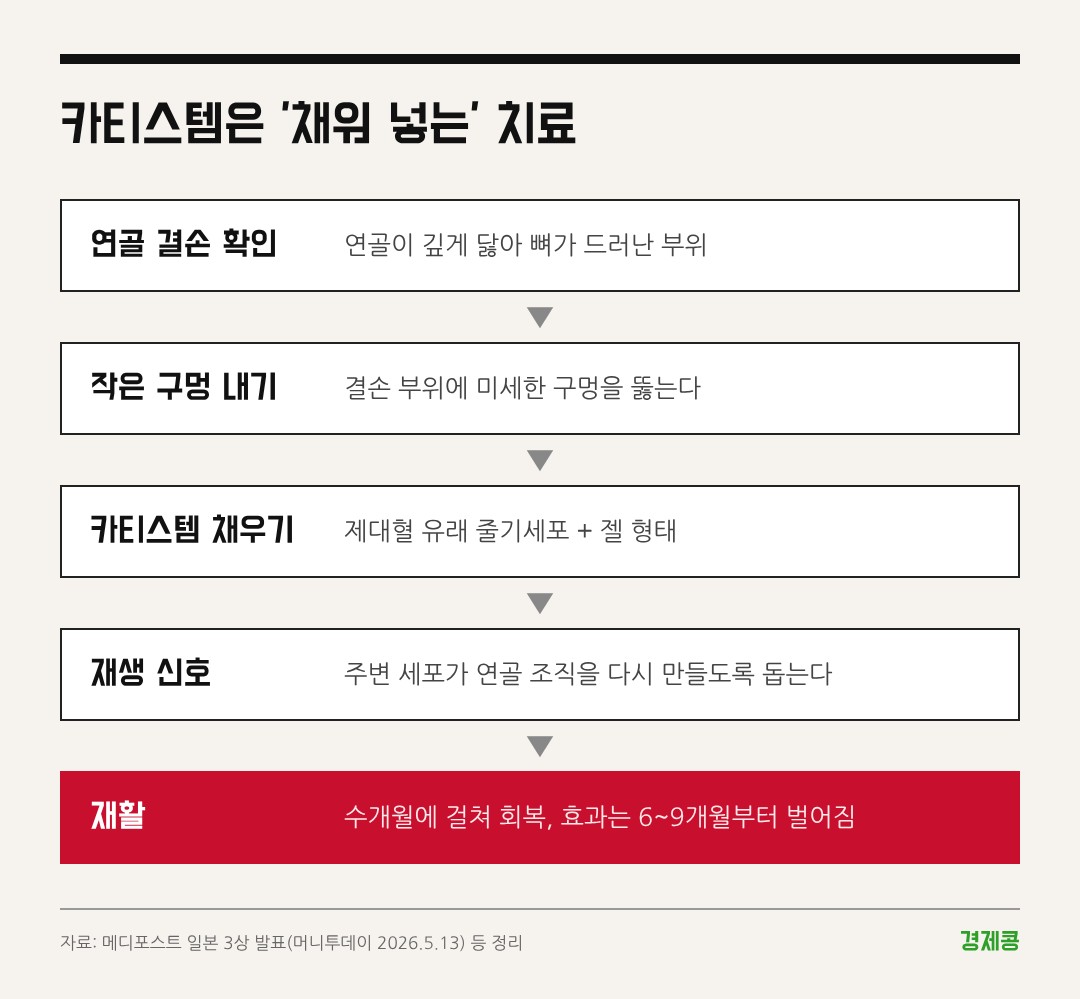 카티스템은 '채워 넣는' 치료
연골 결손 확인 연골이 깊게 닳아 뼈가 드러난 부위
작은 구멍 내기 결손 부위에 미세한 구멍을 뚫는다
카티스템 채우기 제대혈 유래 줄기세포 + 젤 형태
재생 신호 주변 세포가 연골 조직을 다시 만들도록 돕는다
재활 수개월에 걸쳐 회복, 효과는 6~9개월부터 벌어짐
자료: 메디포스트 일본 3상 발표(머니투데이 2026.5.13) 등 정리
경제콩